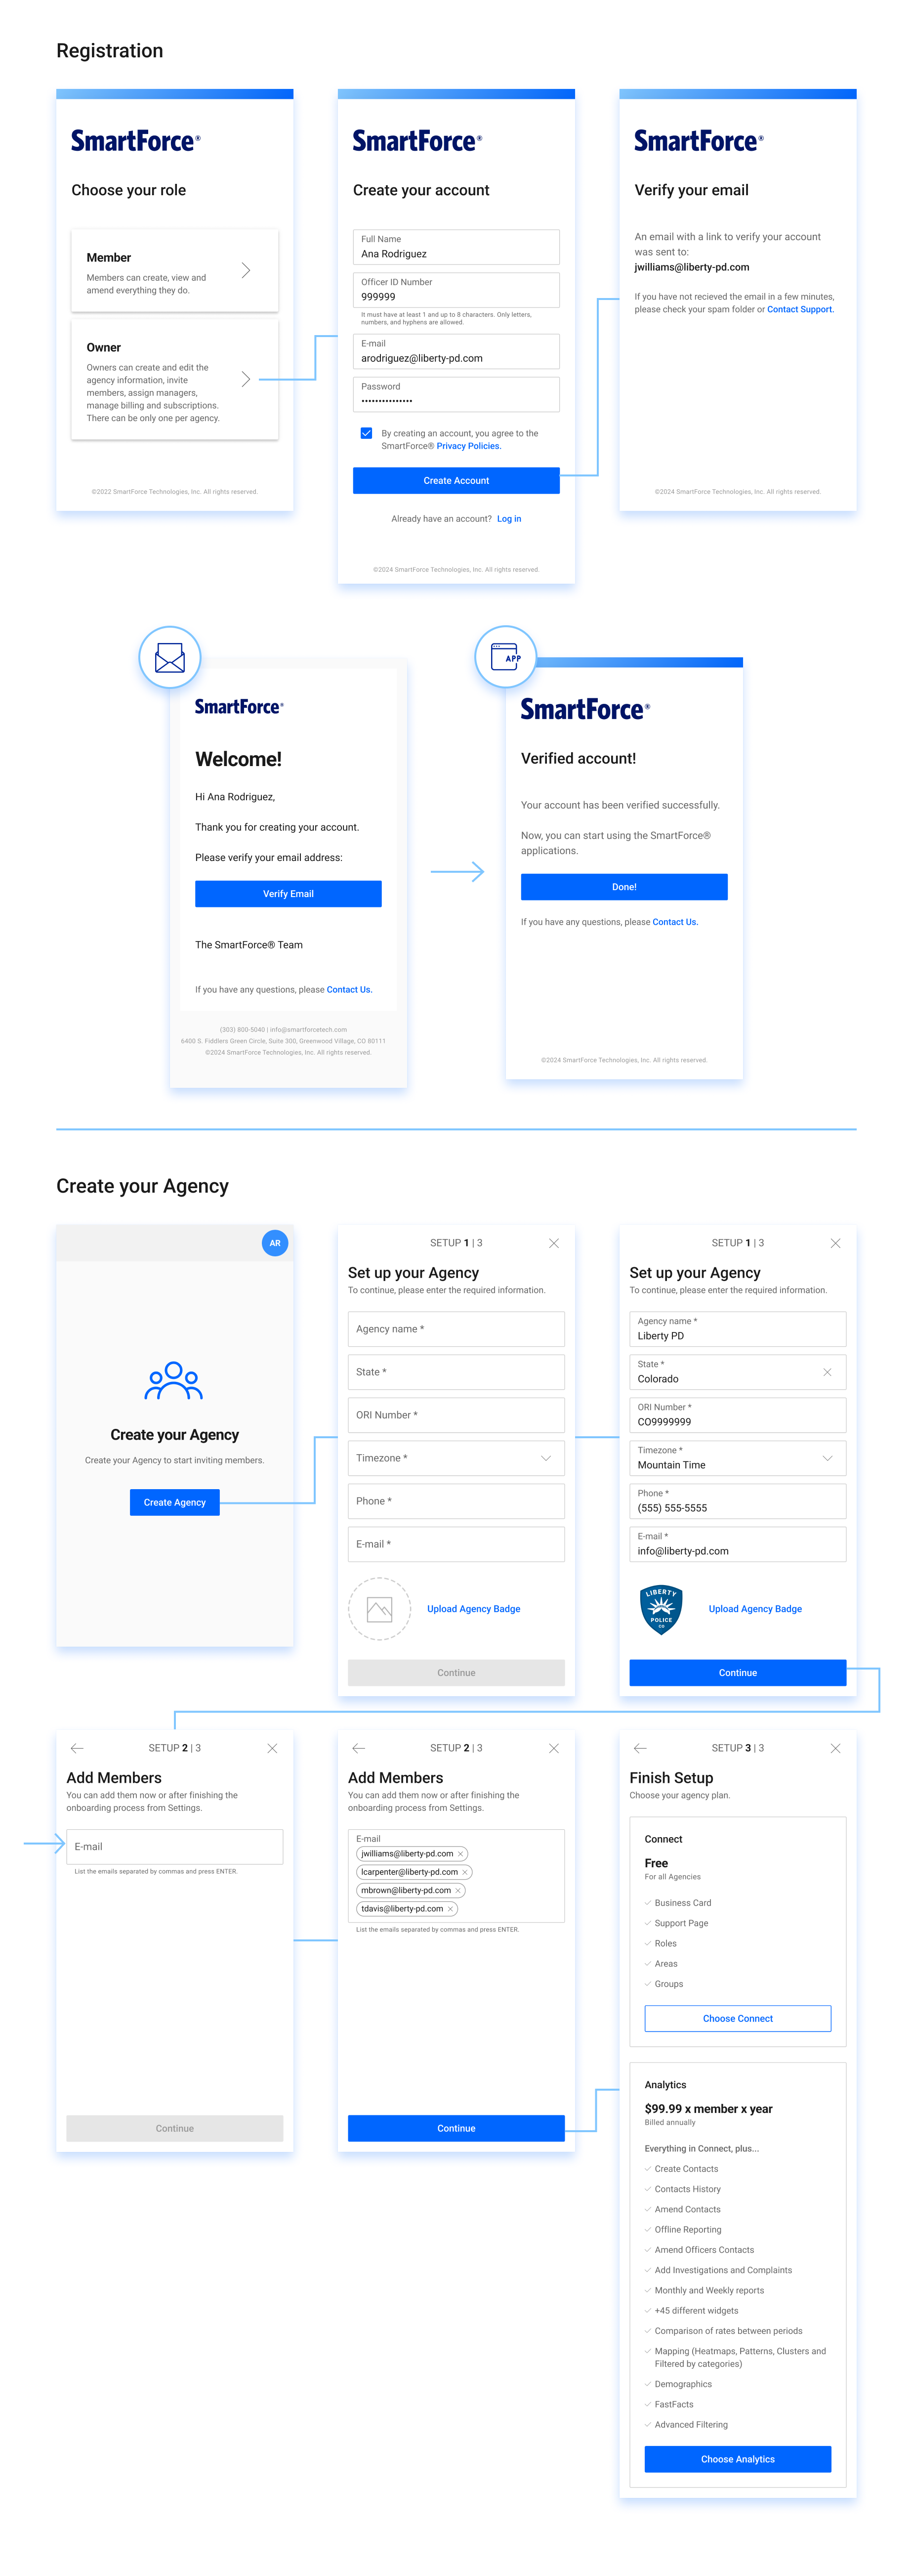 Registration
SmartForce®
Choose your role
Member
Members can create, view and
amend everything they do.
Owner
Owners can create and edit the
agency information, invite
members, assign managers,
manage billing and subscriptions.
There can be only one per agency.
©2022 SmartForce Technologies, Inc. All rights reserved.
SmartForce®
Create your account
Full Name
Ana Rodriguez
Officer ID Number
999999
It must have at least 1 and up to 8 characters. Only letters,
numbers, and hyphens are allowed.
E-mail
arodriguez@liberty-pd.com
Password
•••••••••••••••
By creating an account, you agree to the
SmartForce® Privacy Policies.
Create Account
Already have an account? Log in
©2024 SmartForce Technologies, Inc. All rights reserved.
SmartForce®
Verify your email
An email with a link to verify your account
was sent to:
jwilliams@liberty-pd.com
If you have not recieved the email in a few minutes,
please check your spam folder or Contact Support.
©2024 SmartForce Technologies, Inc. All rights reserved.
SmartForce®
Welcome!
Hi Ana Rodriguez,
Thank you for creating your account.
Please verify your email address:
Verify Email
The SmartForce® Team
If you have any questions, please Contact Us.
(303) 800-5040 | info@smartforcetech.com
6400 S. Fiddlers Green Circle, Suite 300, Greenwood Village, CO 80111
©2024 SmartForce Technologies, Inc. All rights reserved.
APP
SmartForce®
Verified account!
Your account has been verified successfully.
Now, you can start using the SmartForce®
applications.
Done!
If you have any questions, please Contact Us.
©2024 SmartForce Technologies, Inc. All rights reserved.
Create your Agency
AR
Create your Agency
Create your Agency to start inviting members.
Create Agency
SETUP 1 | 3
Set up your Agency
To continue, please enter the required information.
Agency name *
State *
ORI Number *
Timezone *
Phone *
E-mail *
Upload Agency Badge
Continue
SETUP 1 | 3
Set up your Agency
To continue, please enter the required information.
Agency name *
Liberty PD
State *
Colorado
ORI Number *
CO9999999
Timezone *
Mountain Time
Phone *
(555) 555-5555
E-mail *
info@liberty-pd.com
LIBERTY
POLICE
CO
Upload Agency Badge
Continue
SETUP 2 | 3
Add Members
You can add them now or after finishing the
onboarding process from Settings.
E-mail
List the emails separated by commas and press ENTER.
Continue
SETUP 2 | 3
Add Members
You can add them now or after finishing the
onboarding process from Settings.
E-mail
jwilliams@liberty-pd.com
lcarpenter@liberty-pd.com
mbrown@liberty-pd.com
tdavis@liberty-pd.com
List the emails separated by commas and press ENTER.
Continue
SETUP 3 | 3
Finish Setup
Choose your agency plan.
Connect
Free
For all Agencies
Business Card
Support Page
Roles
Areas
Groups
Choose Connect
Analytics
$99.99 x member x year
Billed annually
Everything in Connect, plus...
Create Contacts
Contacts History
Amend Contacts
Offline Reporting
Amend Officers Contacts
Add Investigations and Complaints
Monthly and Weekly reports
+45 different widgets
Comparison of rates between periods
Mapping (Heatmaps, Patterns, Clusters and
Filtered by categories)
Demographics
FastFacts
Advanced Filtering
Choose Analytics